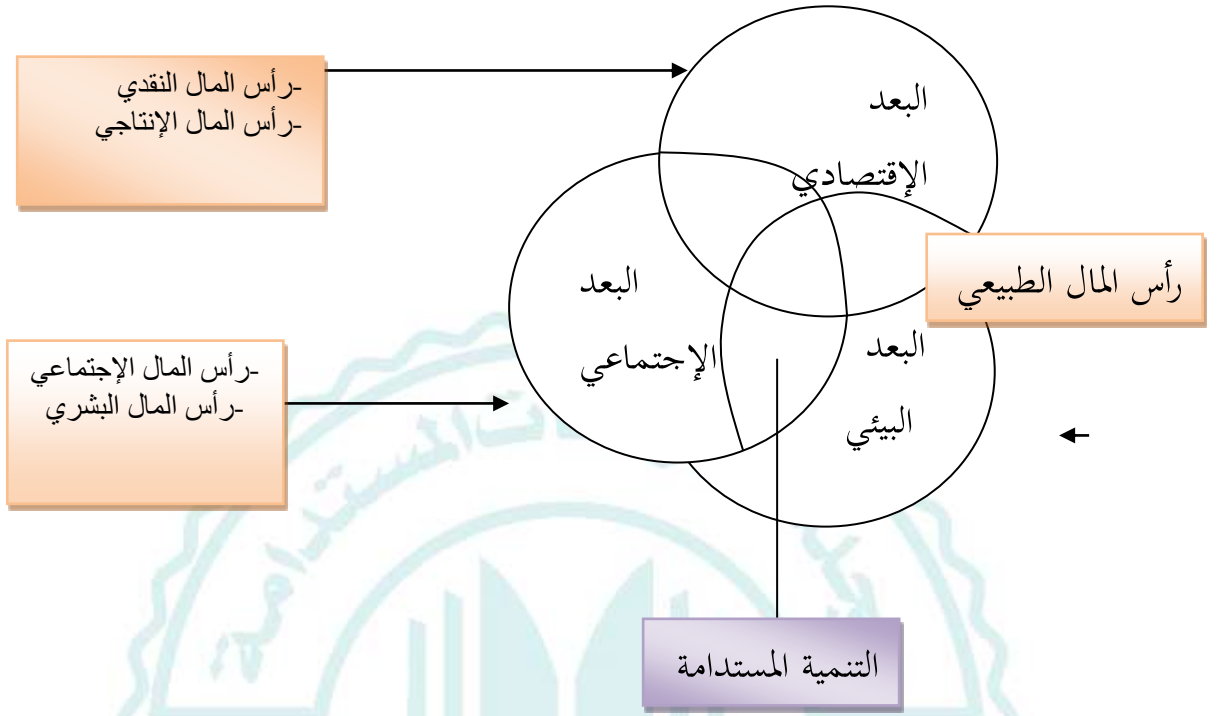 -رأس المال النقدي
-رأس المال الإنتاجي
البعد
الإقتصادي
رأس المال الطبيعي
البعد
الإجتماعي
-رأس المال الإجتماعي
-رأس المال البشري
البعد
البيئي
التنمية المستدامة